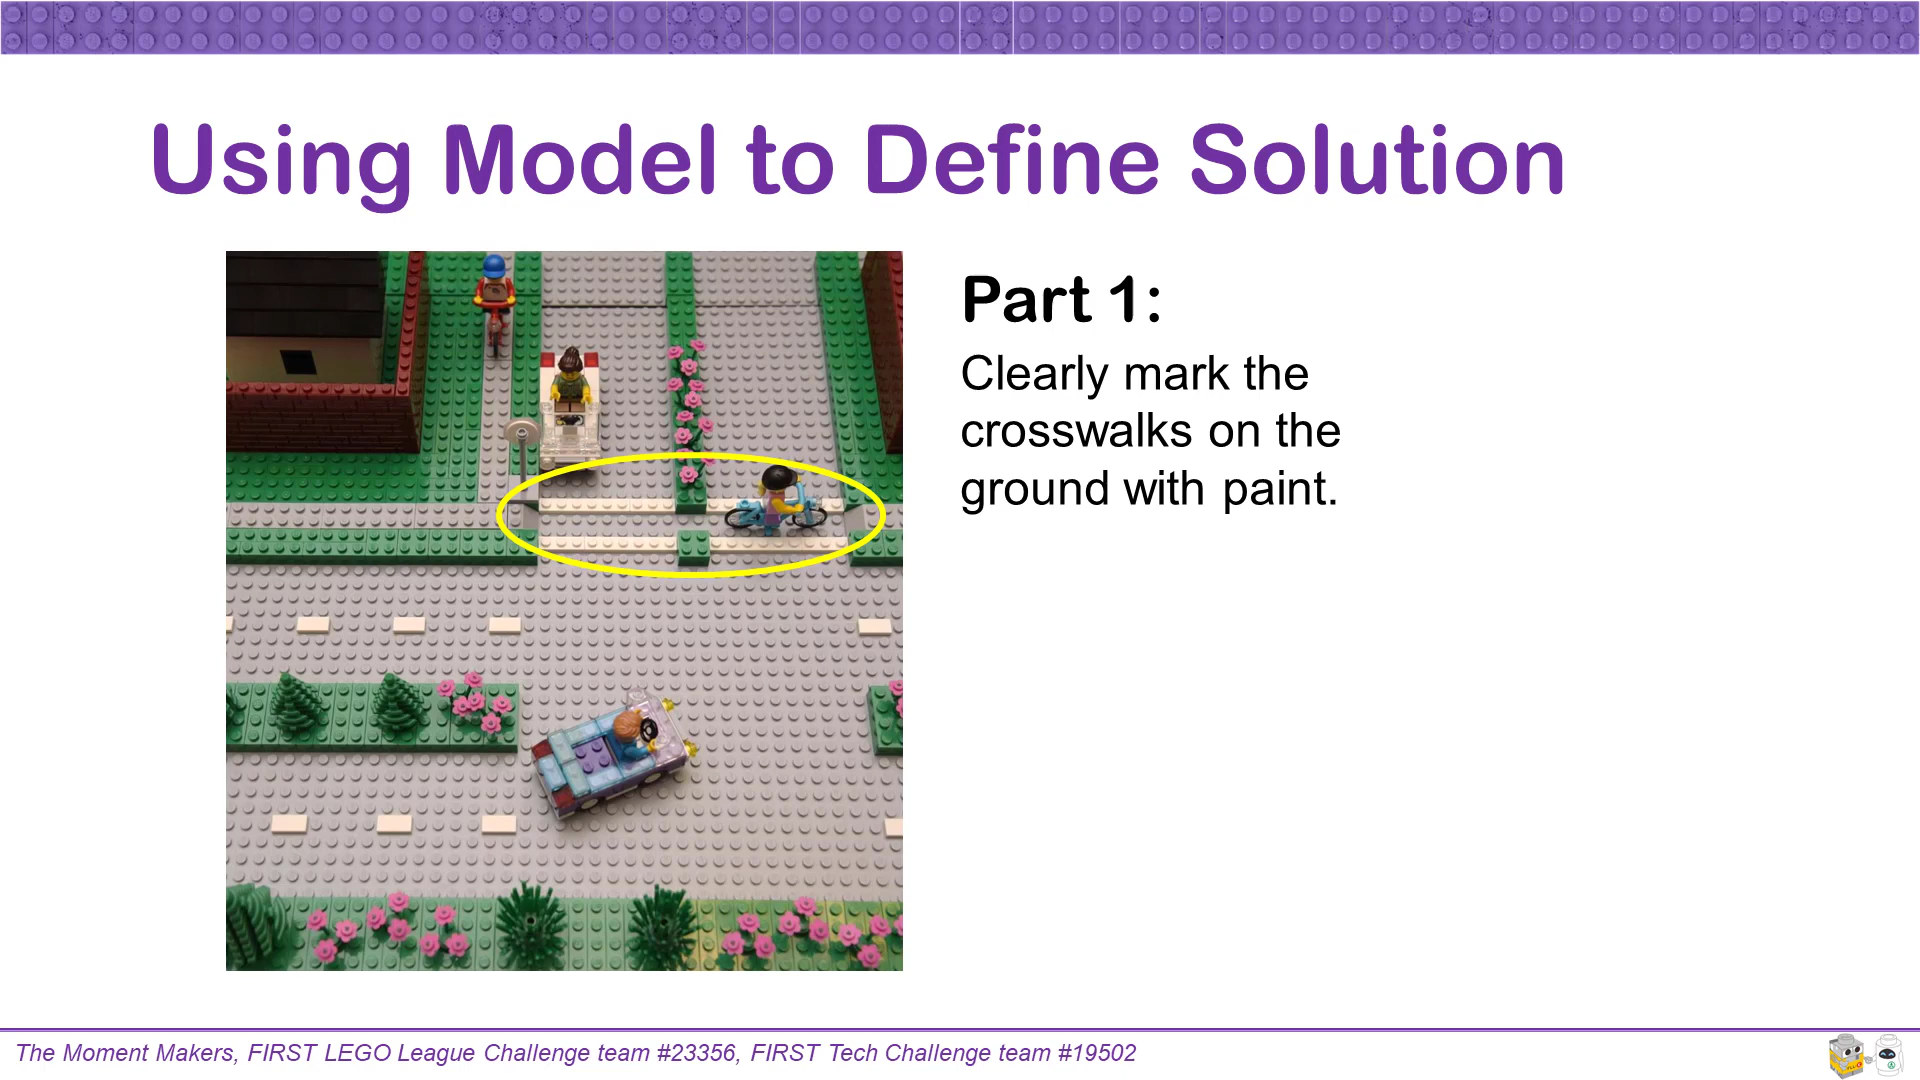 Using Model to Define Solution
Part 1:
Clearly mark the
crosswalks on the
ground with paint.
The Moment Makers, FIRST LEGO League Challenge team #23356, FIRST Tech Challenge team #19502